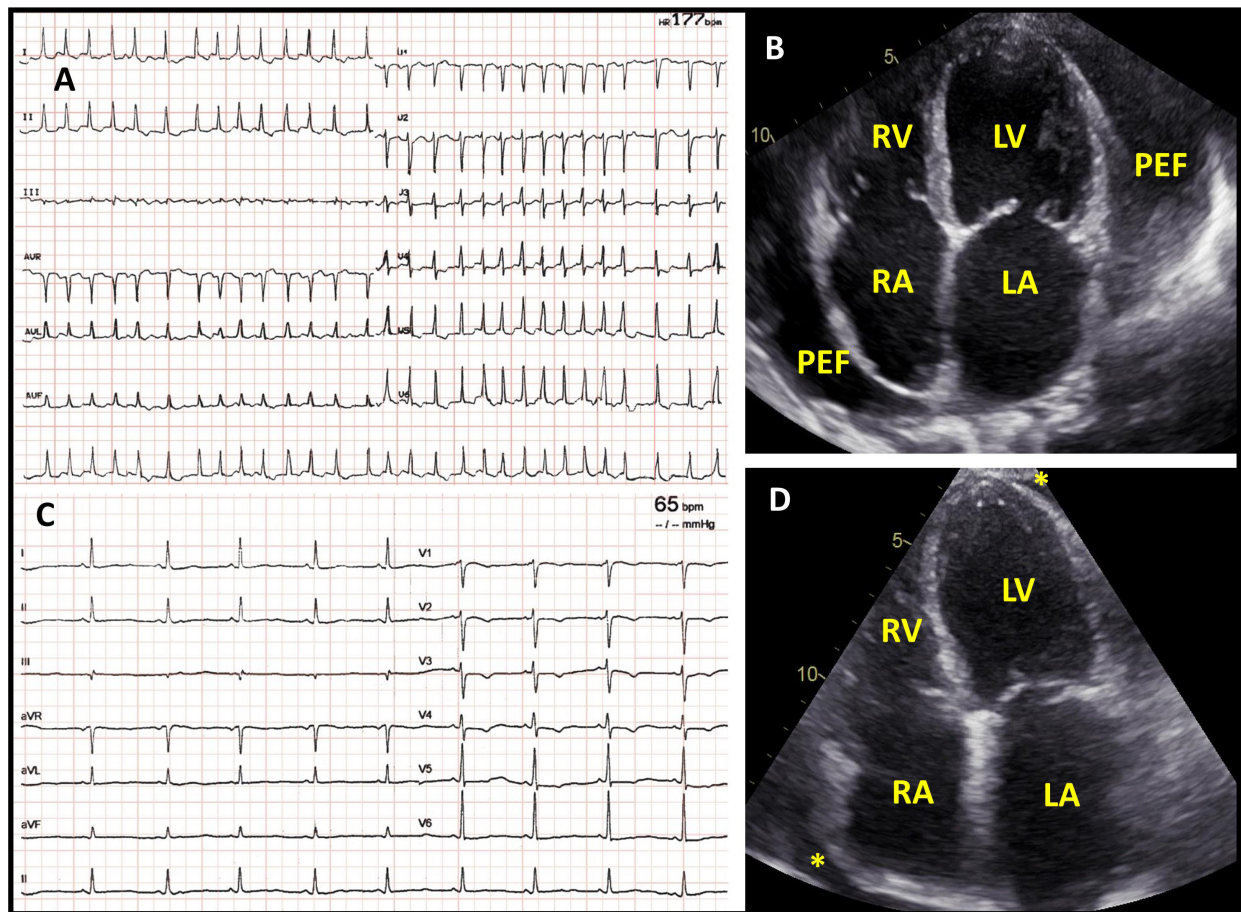 HR 177 bpm
A
I
V1
II
V2
III
V3
AVR
V4
AVL
V5
AVF
V6
B
5
10
RV
LV
PEF
RA
LA
PEF
C
65 bpm
-- / -- mmHg
I
V1
II
V2
III
V3
aVR
V4
aVL
V5
aVF
V6
II
D
*
5
LV
RV
10
RA
LA
*